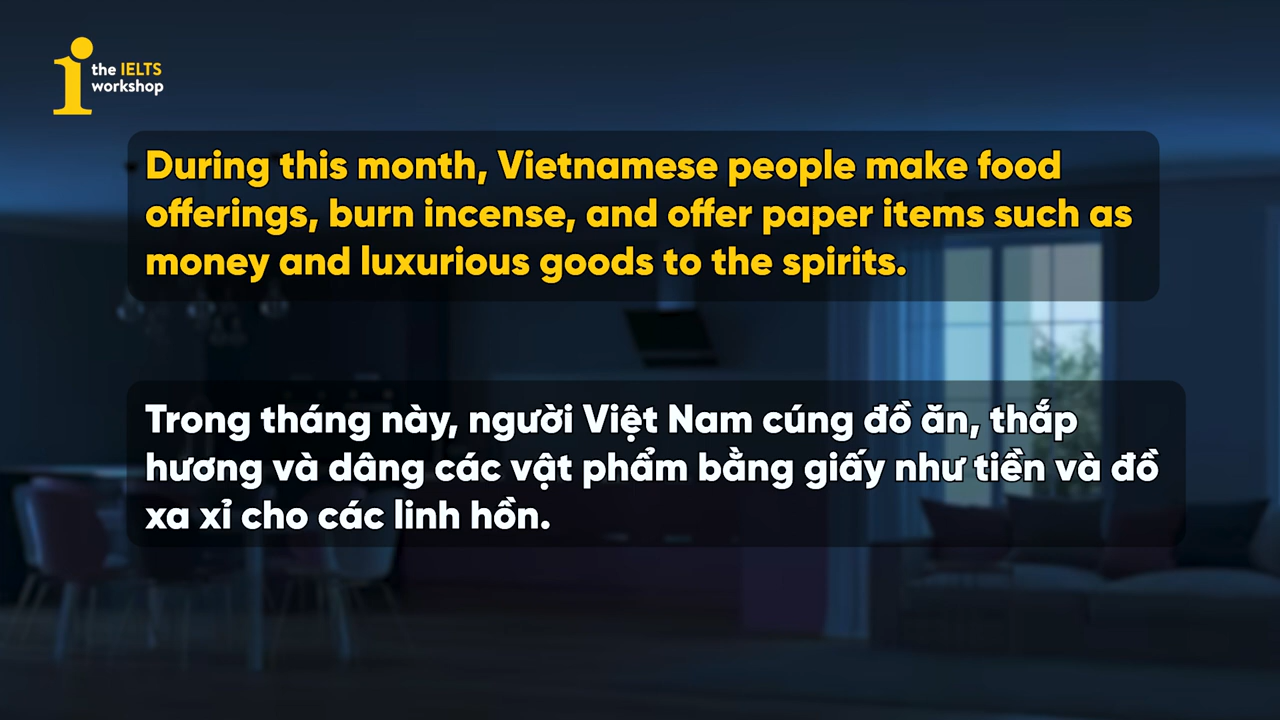 the IELTS
workshop
During this month, Vietnamese people make food
offerings, burn incense, and offer paper items such as
money and luxurious goods to the spirits.
Trong tháng này, người Việt Nam cúng đồ ăn, thắp
hương và dâng các vật phẩm bằng giấy như tiền và đồ
xa xỉ cho các linh hồn.